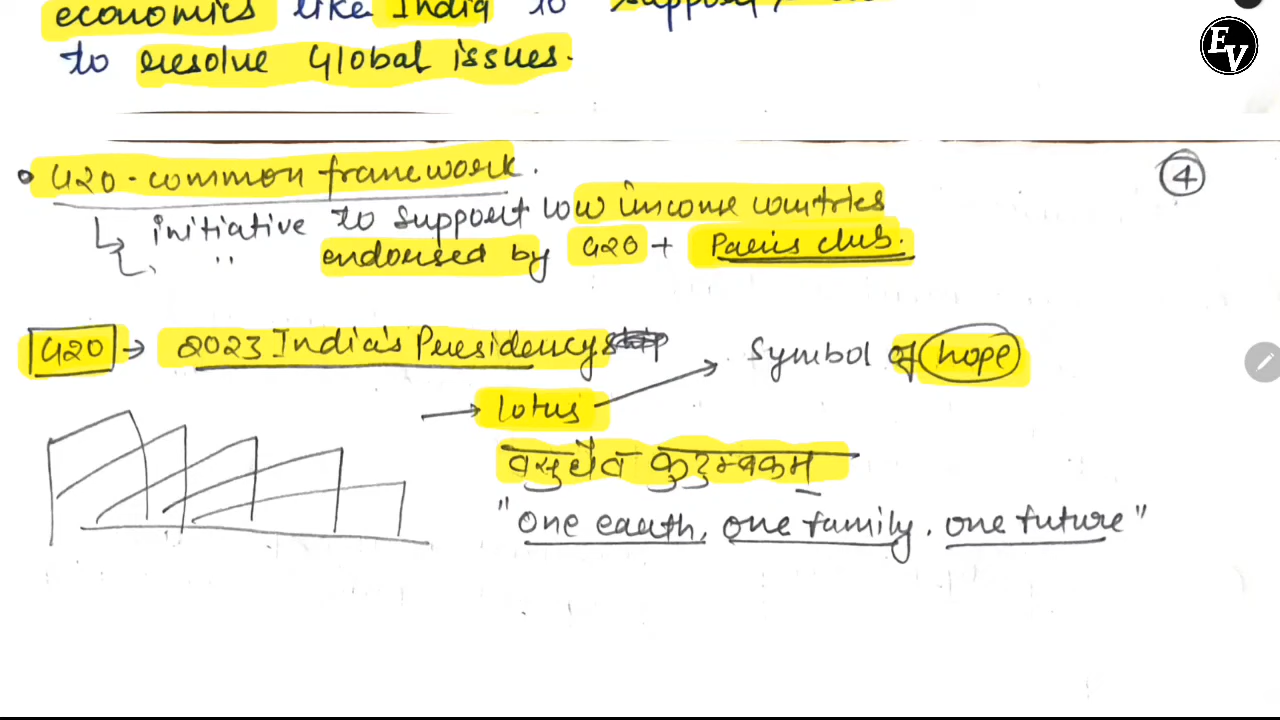 economies like India to support
to resolve Global issues.
EV
4
• G20 - common framework.
initiative to support low income countries
" endorsed by G20 + Paris club.
G20 → 2023 India's Presidency
→ lotus → Symbol of hope
वसुधैव कुटुम्बकम्
"one earth, one family. one future"